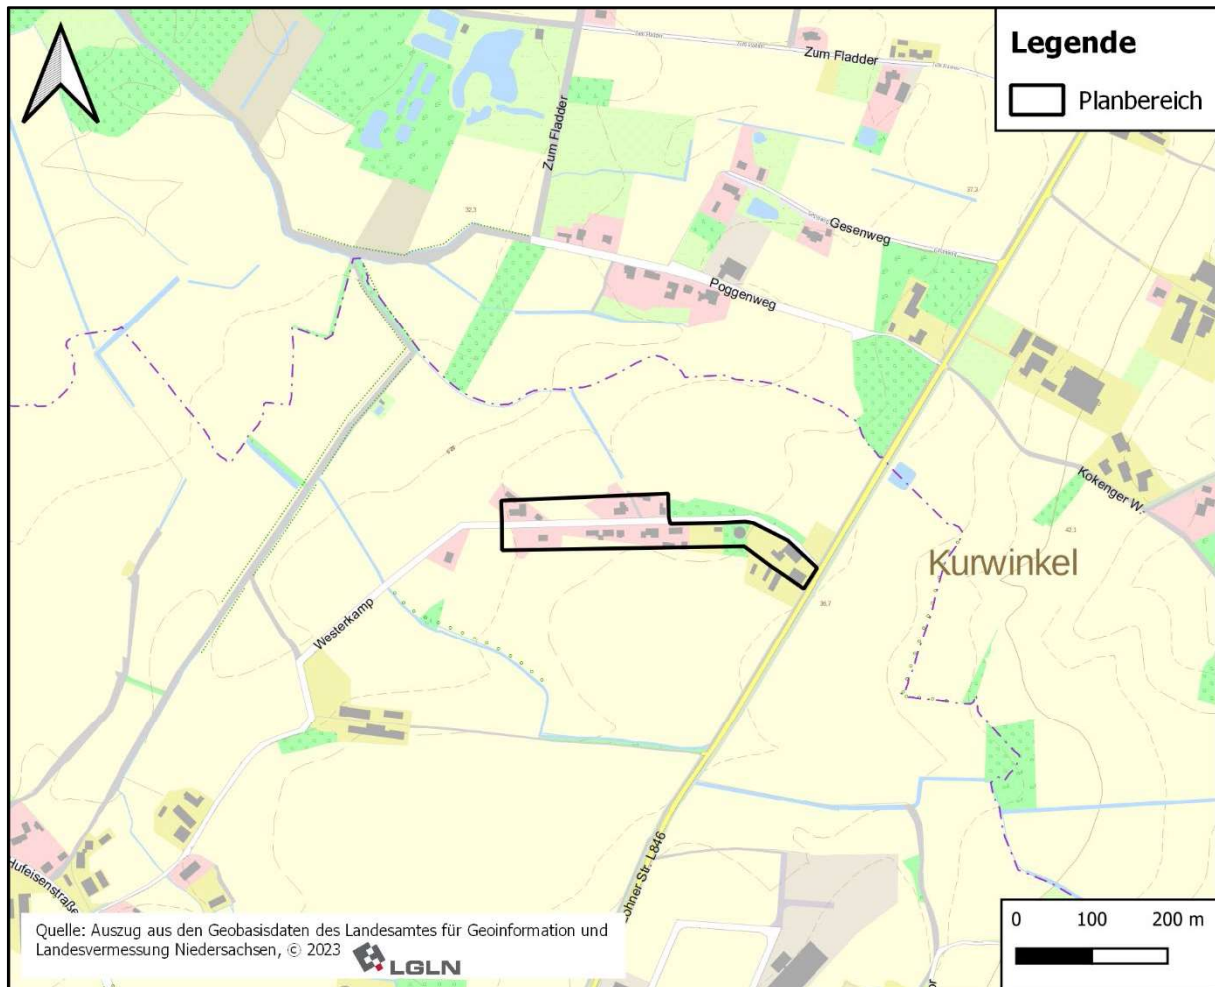 Legende
Planbereich
Zum Fladder
Zum Fladder
Gesenweg
Poggenweg
Kokenger W.
Kurwinkel
Westerkamp
ohner Str. L846
Hufeisenstraße
Quelle: Auszug aus den Geobasisdaten des Landesamtes für Geoinformation und
Landesvermessung Niedersachsen, © 2023
LGLN
0 100 200 m